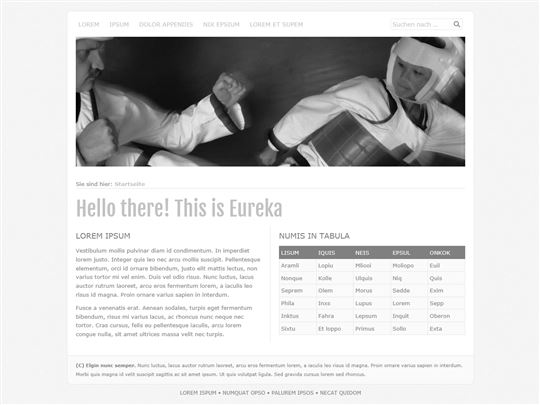 LOREM IPSUM DOLOR APPENDIS NIX EPSIUM LOREM ET SUPEM Suchen nach ...
Sie sind hier: Startseite
Hello there! This is Eureka
LOREM IPSUM
Vestibulum mollis pulvinar diam id condimentum. In imperdiet
lorem justo. Integer quis leo nec arcu mollis suscipit. Pellentesque
elementum, orci id ornare bibendum, justo elit mattis lectus, non
varius tortor mi vel enim. Duis vel odio risus. Nunc luctus, lacus
auctor rutrum laoreet, arcu eros fermentum lorem, a iaculis leo
risus id magna. Proin ornare varius sapien in interdum.
Fusce a venenatis erat. Aenean sodales, turpis eget fermentum
bibendum, risus mi varius lacus, ac rhoncus nunc neque nec
tortor. Cras cursus, felis eu pellentesque iaculis, arcu lorem
congue nulla, sit amet ultrices massa velit nec turpis.
NUMIS IN TABULA
LISUM IQUIS NEIS EPSUL ONKOK
Aramli Loplu Mliooi Moliopo Euil
Nonque Kolle Ulquis Niq Quis
Seprem Olem Morus Sedde Exim
Phila Inxs Lupus Lorem Sepp
Inktus Fahra Lepsum Inquit Oberon
Sixtu Et loppo Primus Sollo Exta
(C) Eligin nunc semper. Nunc luctus, lacus auctor rutrum laoreet, arcu eros fermentum lorem, a iaculis leo risus id magna. Proin ornare varius sapien in interdum.
Morbi quis magna id velit suscipit sagittis ac sit amet ipsum. Ut quis volutpat ligula. Sed gravida cursus lorem sed rhoncus.
LOREM ISPUM • NUMQUAT OPSO • PALUREM IPSOS • NECAT QUIDOM